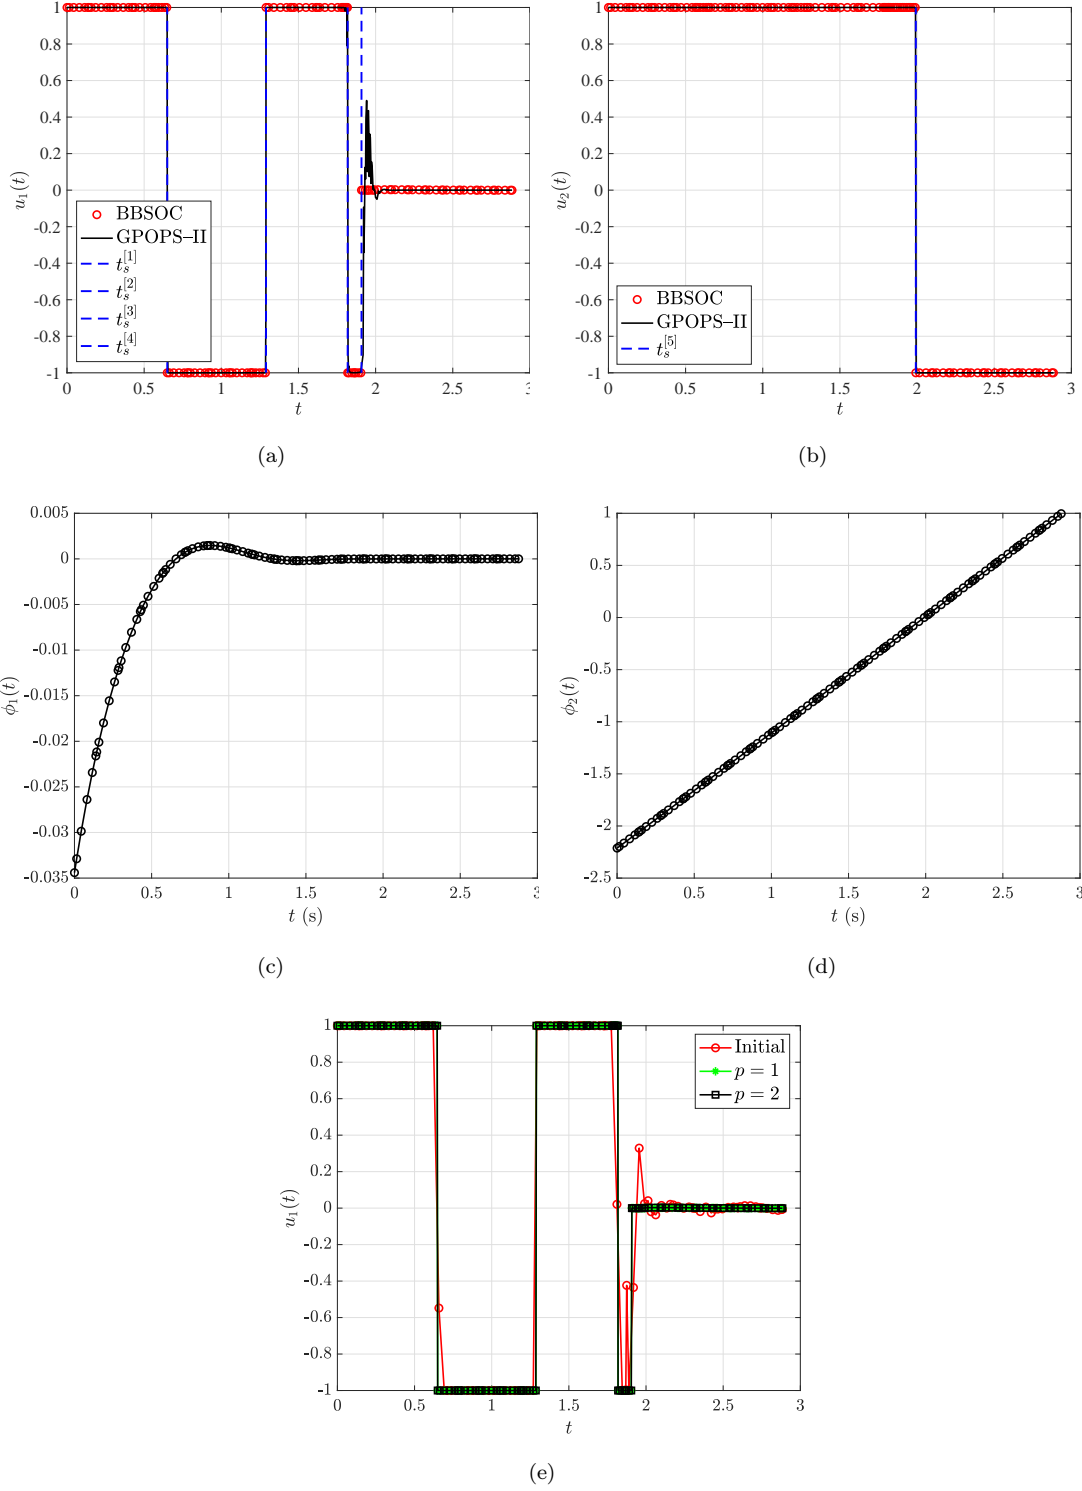 1
0.8
0.6
0.4
0.2
0
-0.2
-0.4
-0.6
-0.8
-1
u₁(t)
BBSOC
GPOPS–II
tₛ^[1]
tₛ^[2]
tₛ^[3]
tₛ^[4]
0 0.5 1 1.5 2 2.5 3
t
(a)
1
0.8
0.6
0.4
0.2
0
-0.2
-0.4
-0.6
-0.8
-1
u₂(t)
BBSOC
GPOPS–II
tₛ^[5]
0 0.5 1 1.5 2 2.5 3
t
(b)
0.005
0
-0.005
-0.01
-0.015
-0.02
-0.025
-0.03
-0.035
ϕ₁(t)
0 0.5 1 1.5 2 2.5 3
t (s)
(c)
1
0.5
0
-0.5
-1
-1.5
-2
-2.5
ϕ₂(t)
0 0.5 1 1.5 2 2.5 3
t (s)
(d)
1
0.8
0.6
0.4
0.2
0
-0.2
-0.4
-0.6
-0.8
-1
u₁(t)
Initial
p = 1
p = 2
0 0.5 1 1.5 2 2.5 3
t
(e)